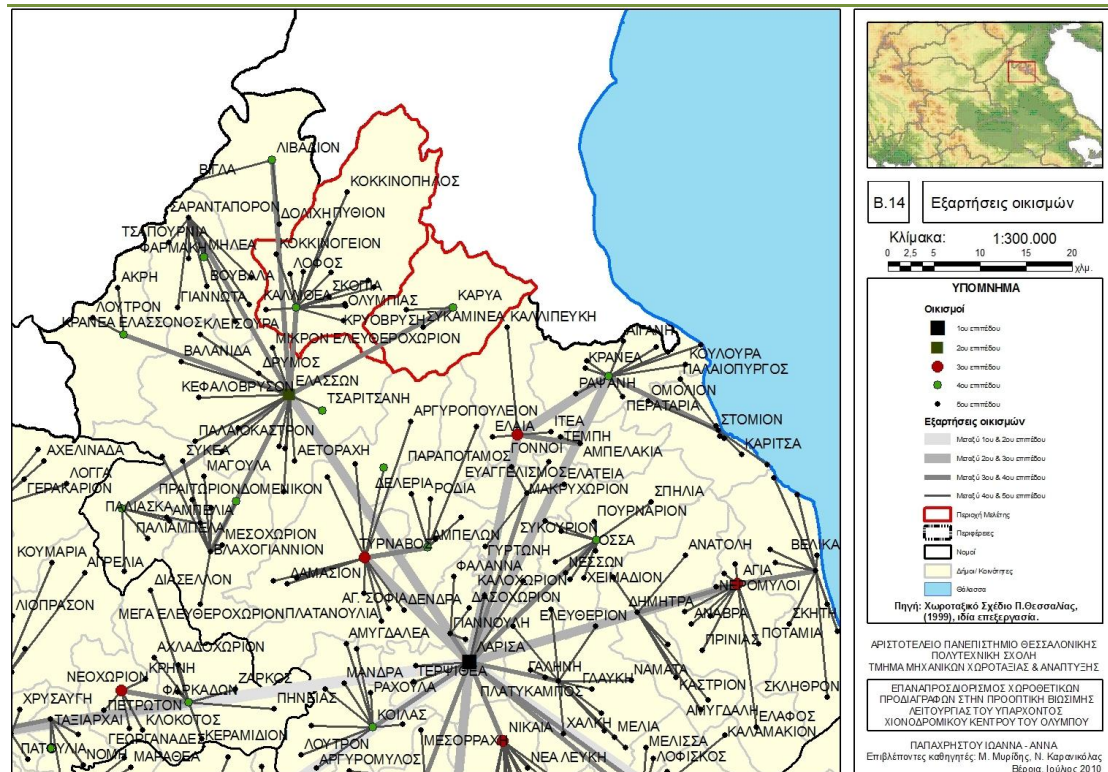 ΛΙΒΑΔΙΟΝ
ΒΙΓΛΑ
ΚΟΚΚΙΝΟΠΗΛΟΣ
ΣΑΡΑΝΤΑΠΟΡΟΝ
ΔΟΛΙΧΗ ΠΥΘΙΟΝ
ΤΣΑΠΟΥΡΝΙΑ
ΦΑΡΜΑΚΗ ΜΗΛΕΑ
ΚΟΚΚΙΝΟΓΕΙΟΝ
ΛΟΦΟΣ
ΑΚΡΗ
ΒΟΥΒΑΛΑ
ΣΚΟΠΙΑ
ΓΙΑΝΝΩΤΑ
ΚΑΛΛΙΘΕΑ
ΟΛΥΜΠΙΑΣ
ΚΑΡΥΑ
ΛΟΥΤΡΟΝ
ΚΡΑΝΕΑ ΕΛΑΣΣΟΝΟΣ
ΚΛΕΙΣΟΥΡΑ
ΚΡΥΟΒΡΥΣΗ
ΣΥΚΑΜΙΝΕΑ
ΚΑΛΛΙΠΕΥΚΗ
ΜΙΚΡΟΝ ΕΛΕΥΘΕΡΟΧΩΡΙΟΝ
ΑΙΓΑΝΗ
ΒΑΛΑΝΙΔΑ
ΔΡΥΜΟΣ
ΚΡΑΝΕΑ
ΚΟΥΛΟΥΡΑ
ΠΑΛΑΙΟΠΥΡΓΟΣ
ΚΕΦΑΛΟΒΡΥΣΟΝ
ΕΛΑΣΣΩΝ
ΡΑΨΑΝΗ
ΟΜΟΛΙΟΝ
ΤΣΑΡΙΤΣΑΝΗ
ΠΕΡΑΤΑΡΙΑ
ΑΡΓΥΡΟΠΟΥΛΕΙΟΝ
ΙΤΕΑ
ΣΤΟΜΙΟΝ
ΠΑΛΑΙΟΚΑΣΤΡΟΝ
ΕΛΑΙΑ
ΤΕΜΠΗ
ΚΑΡΙΤΣΑ
ΑΧΕΛΙΝΑΔΑ
ΣΥΚΕΑ
ΑΕΤΟΡΑΧΗ
ΓΟΝΝΟΙ
ΑΜΠΕΛΑΚΙΑ
ΛΟΓΓΑ
ΜΑΓΟΥΛΑ
ΠΑΡΑΠΟΤΑΜΟΣ
ΕΥΑΓΓΕΛΙΣΜΟΣ
ΕΛΑΤΕΙΑ
ΓΕΡΑΚΑΡΙΟΝ
ΠΡΑΙΤΩΡΙΟΝ
ΔΟΜΕΝΙΚΟΝ
ΔΕΛΕΡΙΑ
ΡΟΔΙΑ
ΜΑΚΡΥΧΩΡΙΟΝ
ΣΠΗΛΙΑ
ΠΑΛΙΑΣΚΑ
ΑΜΠΕΛΙΑ
ΠΟΥΡΝΑΡΙΟΝ
ΠΑΛΙΑΜΠΕΛΑ
ΜΕΣΟΧΩΡΙΟΝ
ΑΜΠΕΛΩΝ
ΣΥΚΟΥΡΙΟΝ
ΒΛΑΧΟΓΙΑΝΝΙΟΝ
ΤΥΡΝΑΒΟΣ
ΓΥΡΤΩΝΗ
ΟΣΣΑ
ΑΝΑΤΟΛΗ
ΒΕΛΙΚΑ
ΚΟΥΜΑΡΙΑ
ΑΓΡΕΛΙΑ
ΦΑΛΑΝΝΑ
ΝΕΣΣΩΝ
ΑΓΙΑ
ΔΙΑΣΕΛΛΟΝ
ΔΑΜΑΣΙΟΝ
ΚΑΛΟΧΩΡΙΟΝ
ΧΕΙΜΑΔΙΟΝ
ΝΕΡΟΜΥΛΟΙ
ΛΙΟΠΡΑΣΟΝ
ΜΕΓΑ ΕΛΕΥΘΕΡΟΧΩΡΙΟΝ
ΠΛΑΤΑΝΟΥΛΙΑ
ΑΓ. ΣΟΦΙΑ
ΔΕΝΔΡΑ
ΔΑΣΟΧΩΡΙΟΝ
ΔΗΜΗΤΡΑ
ΓΙΑΝΝΟΥΛΗ
ΕΛΕΥΘΕΡΙΟΝ
ΑΝΑΒΡΑ
ΣΚΗΤΗ
ΑΜΥΓΔΑΛΕΑ
ΠΟΤΑΜΙΑ
ΑΧΛΑΔΟΧΩΡΙΟΝ
ΛΑΡΙΣΑ
ΠΡΙΝΙΑΣ
ΚΡΗΝΗ
ΜΑΝΔΡΑ
ΤΕΡΨΙΘΕΑ
ΓΑΛΗΝΗ
ΝΑΜΑΤΑ
ΝΕΟΧΩΡΙΟΝ
ΖΑΡΚΟΣ
ΡΑΧΟΥΛΑ
ΓΛΑΥΚΗ
ΚΑΣΤΡΙΟΝ
ΣΚΛΗΘΡΟΝ
ΧΡΥΣΑΥΓΗ
ΦΑΡΚΑΔΩΝ
ΠΗΝΕΙΑΣ
ΠΛΑΤΥΚΑΜΠΟΣ
ΠΕΤΡΩΤΟΝ
ΑΜΥΓΔΑΛΗ
ΕΛΑΦΟΣ
ΤΑΞΙΑΡΧΑΙ
ΚΛΟΚΟΤΟΣ
ΚΟΙΛΑΣ
ΝΙΚΑΙΑ
ΧΑΛΚΗ
ΜΕΛΙΑ
ΚΑΛΑΜΑΚΙΟΝ
ΓΕΩΡΓΑΝΑΔΕΣ
ΚΕΡΑΜΙΔΙΟΝ
ΠΑΤΟΥΛΙΑ
ΝΟΜΗ
ΜΑΡΑΘΕΑ
ΛΟΥΤΡΟΝ
ΜΕΣΟΡΡΑΧΗ
ΜΕΛΙΣΣΑ
ΑΡΓΥΡΟΜΥΛΟΣ
ΝΕΑ ΛΕΥΚΗ
ΛΟΦΙΣΚΟΣ
Β.14
Εξαρτήσεις οικισμών
Κλίμακα: 1:300.000
0 2,5 5 10 15 20
χλμ.
ΥΠΟΜΝΗΜΑ
Οικισμοί
1ου επιπέδου
2ου επιπέδου
3ου επιπέδου
4ου επιπέδου
5ου επιπέδου
Εξαρτήσεις οικισμών
Μεταξύ 1ου & 2ου επιπέδου
Μεταξύ 2ου & 3ου επιπέδου
Μεταξύ 3ου & 4ου επιπέδου
Μεταξύ 4ου & 5ου επιπέδου
Περιοχή Μελέτης
Περιφέρειες
Νομοί
Δήμοι/ Κοινότητες
Θάλασσα
Πηγή: Χωροταξικό Σχέδιο Π.Θεσσαλίας,
(1999), ιδία επεξεργασία.
ΑΡΙΣΤΟΤΕΛΕΙΟ ΠΑΝΕΠΙΣΤΗΜΙΟ ΘΕΣΣΑΛΟΝΙΚΗΣ
ΠΟΛΥΤΕΧΝΙΚΗ ΣΧΟΛΗ
ΤΜΗΜΑ ΜΗΧΑΝΙΚΩΝ ΧΩΡΟΤΑΞΙΑΣ & ΑΝΑΠΤΥΞΗΣ
ΕΠΑΝΑΠΡΟΣΔΙΟΡΙΣΜΟΣ ΧΩΡΟΘΕΤΙΚΩΝ
ΠΡΟΔΙΑΓΡΑΦΩΝ ΣΤΗΝ ΠΡΟΟΠΤΙΚΗ ΒΙΩΣΙΜΗΣ
ΛΕΙΤΟΥΡΓΙΑΣ ΤΟΥ ΥΠΑΡΧΟΝΤΟΣ
ΧΙΟΝΟΔΡΟΜΙΚΟΥ ΚΕΝΤΡΟΥ ΤΟΥ ΟΛΥΜΠΟΥ
ΠΑΠΑΧΡΗΣΤΟΥ ΙΩΑΝΝΑ - ΑΝΝΑ
Επιβλέποντες καθηγητές: Μ. Μυρίδης, Ν. Καρανικόλας
Βέροια, Ιούλιος 2010